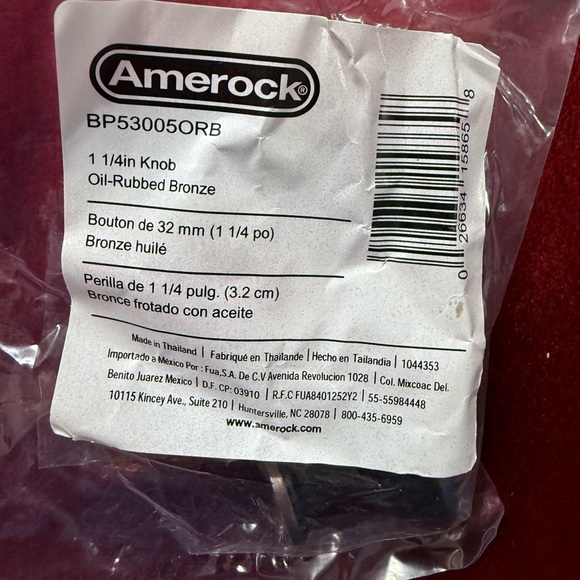 Amerock®
BP53005ORB
1 1/4in Knob
Oil-Rubbed Bronze
Bouton de 32 mm (1 1/4 po)
Bronze huilé
Perilla de 1 1/4 pulg. (3.2 cm)
Bronce frotado con aceite
0 26634 15865 8
Made in Thailand | Fabriqué en Thailande | Hecho en Tailandia | 1044353
Importado a México Por : Fua,S.A. De C.V Avenida Revolucion 1028 | Col. Mixcoac Del.
Benito Juarez Mexico | D.F. CP: 03910 | R.F.C FUA8401252Y2 | 55-55984448
10115 Kincey Ave., Suite 210 | Huntersville, NC 28078 | 800-435-6959
www.amerock.com